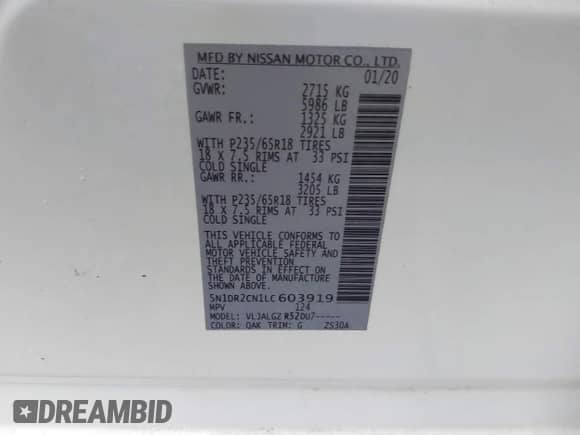 MFD BY NISSAN MOTOR CO., LTD.
DATE: 01/20
GVWR: 2715 KG
5986 LB
GAWR FR.: 1325 KG
2921 LB
WITH P235/65R18 TIRES
18 X 7.5 RIMS AT 33 PSI
COLD SINGLE
GAWR RR.: 1454 KG
3205 LB
WITH P235/65R18 TIRES
18 X 7.5 RIMS AT 33 PSI
COLD SINGLE
THIS VEHICLE CONFORMS TO
ALL APPLICABLE FEDERAL
MOTOR VEHICLE SAFETY AND
THEFT PREVENTION
STANDARDS IN EFFECT ON
THE DATE OF MANUFACTURE
SHOWN ABOVE.
5N1DR2CN1LC603919
MPV 124
MODEL: VLJALGZ R52DU7-----
COLOR: QAK TRIM: G ZS30A
DREAMBID